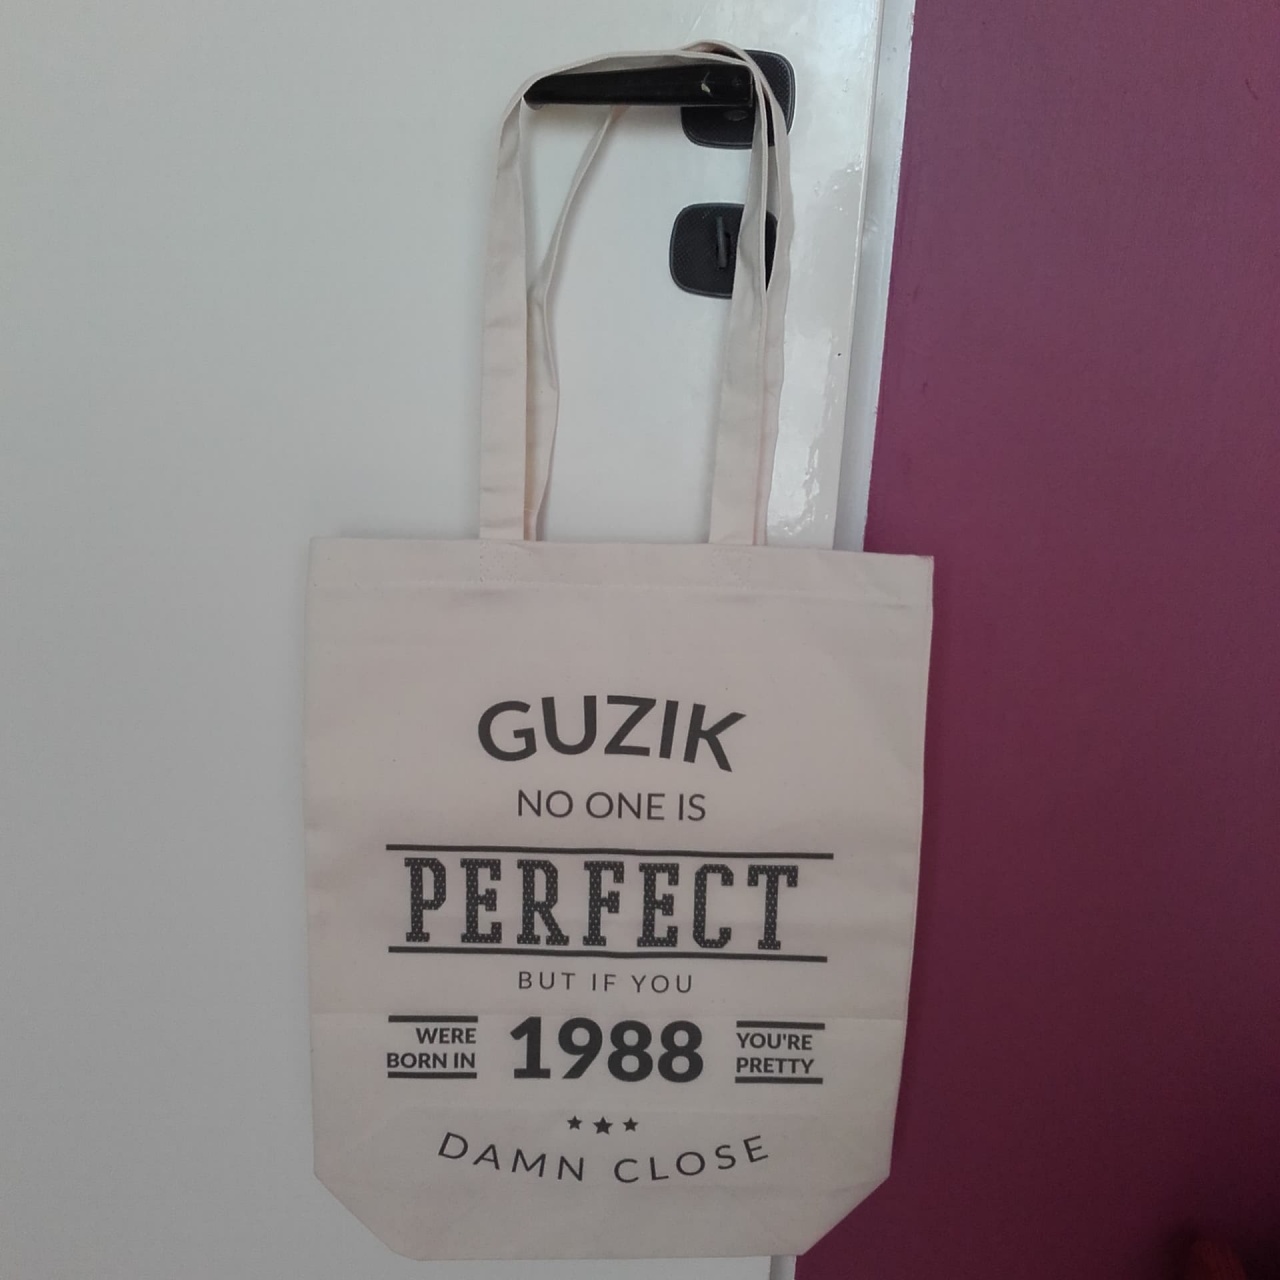 GUZIK
NO ONE IS
PERFECT
BUT IF YOU
WERE
BORN IN
1988
YOU'RE
PRETTY
DAMN CLOSE